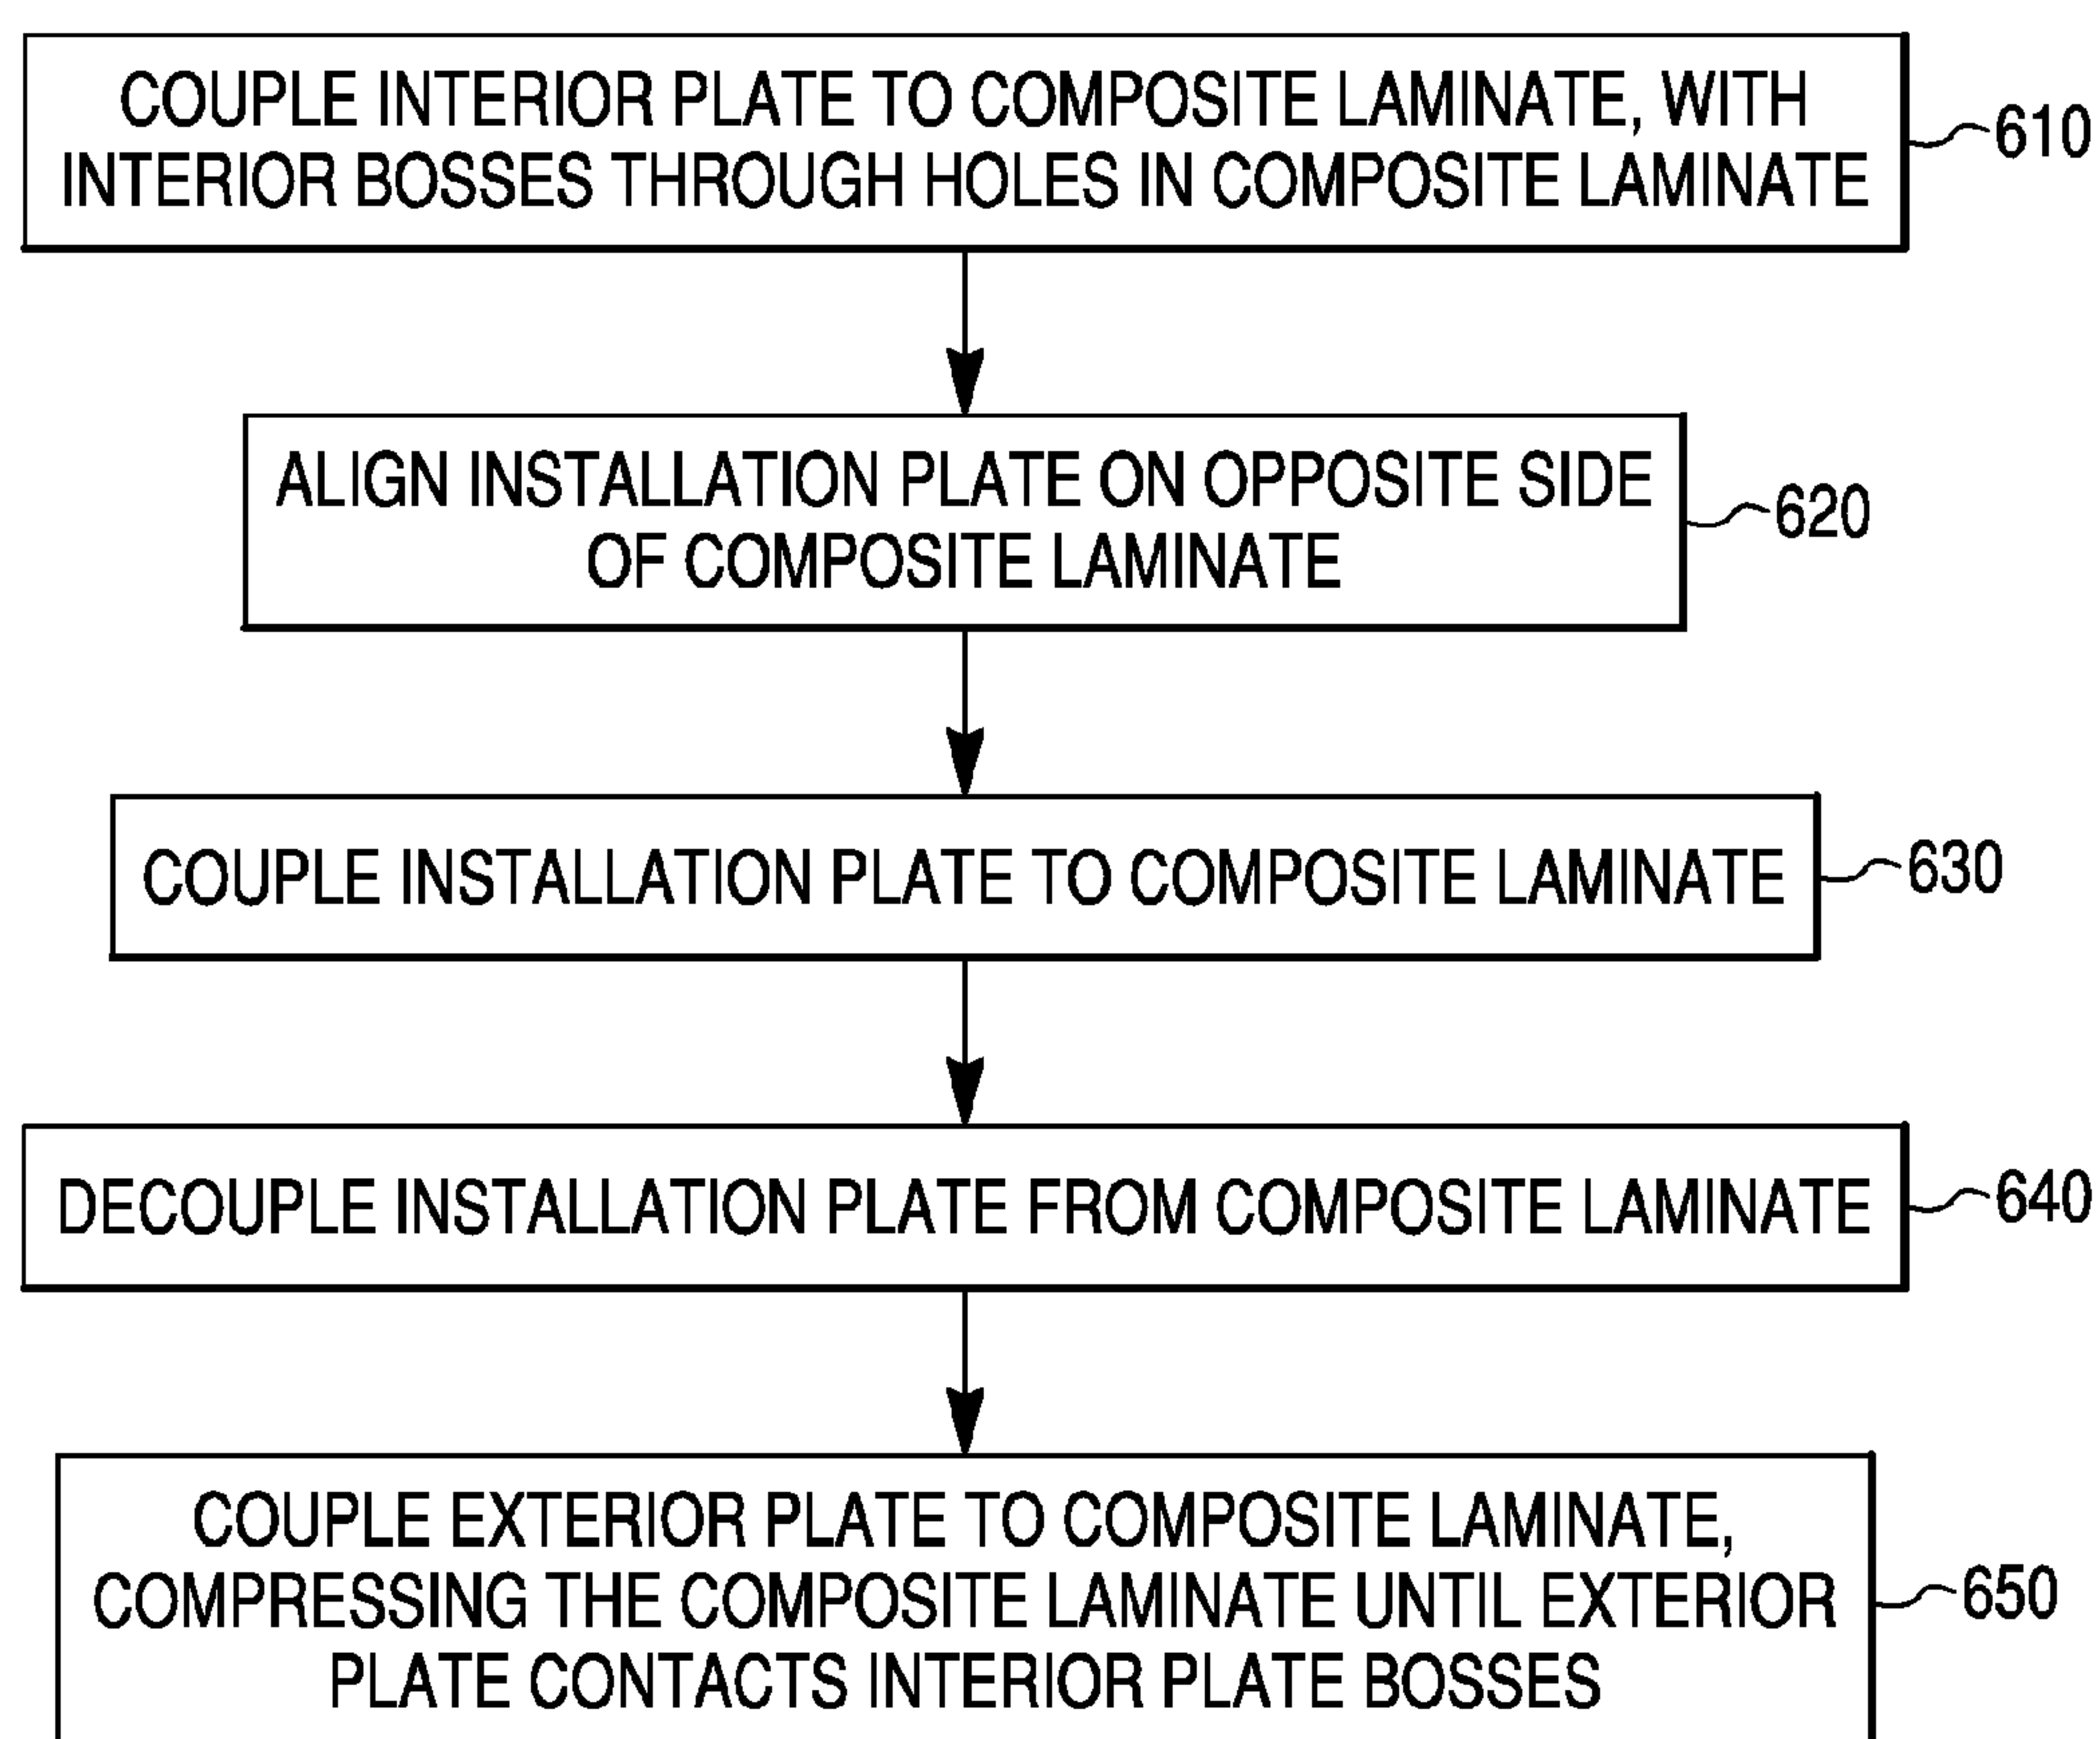 COUPLE INTERIOR PLATE TO COMPOSITE LAMINATE, WITH
INTERIOR BOSSES THROUGH HOLES IN COMPOSITE LAMINATE
610
ALIGN INSTALLATION PLATE ON OPPOSITE SIDE
OF COMPOSITE LAMINATE
620
COUPLE INSTALLATION PLATE TO COMPOSITE LAMINATE
630
DECOUPLE INSTALLATION PLATE FROM COMPOSITE LAMINATE
640
COUPLE EXTERIOR PLATE TO COMPOSITE LAMINATE,
COMPRESSING THE COMPOSITE LAMINATE UNTIL EXTERIOR
PLATE CONTACTS INTERIOR PLATE BOSSES
650